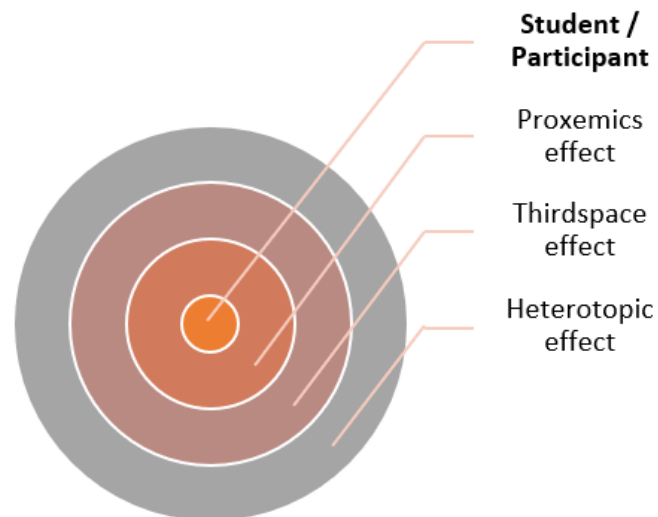 Student /
Participant
Proxemics
effect
Thirdspace
effect
Heterotopic
effect